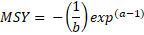 MSY = −(1/b) exp^(a−1)